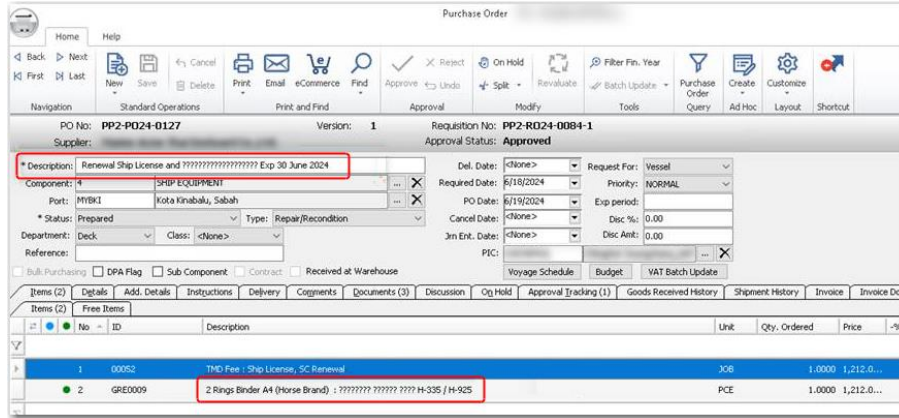 Purchase Order
Home Help
Back Next
First Last
New Save Cancel Delete
Print Email eCommerce Find
Approve Reject Undo
On Hold Split Revaluate
Filter Fin. Year Batch Update
Purchase Order
Create
Customize
Navigation Standard Operations Print and Find Approval Modify Tools Query Ad Hoc Layout Shortcut
PO No: PP2-PO24-0127 Version: 1 Requisition No: PP2-RO24-0084-1
Supplier: Approval Status: Approved
* Description: Renewal Ship License and ???????????????????? Exp 30 June 2024 Del. Date: <None> Request For: Vessel
Component: 4 SHIP EQUIPMENT ... Required Date: 6/18/2024 Priority: NORMAL
Port: MYBKI Kota Kinabalu, Sabah ... PO Date: 6/19/2024 Exp period:
* Status: Prepared Type: Repair/Recondition Cancel Date: <None> Disc %: 0.00
Department: Deck Class: <None> Jrn Ent. Date: <None> Disc Amt: 0.00
Reference: PIC: ...
Bulk Purchasing DPA Flag Sub Component Contract Received at Warehouse Voyage Schedule Budget VAT Batch Update
Items (2) Details Add. Details Instructions Delivery Comments Documents (3) Discussion On Hold Approval Tracking (1) Goods Received History Shipment History Invoice Invoice Do
Items (2) Free Items
No ID Description Unit Qty. Ordered Price
1 00052 TMD Fee : Ship License, SC Renewal JOB 1.0000 1,212.0...
2 GRE0009 2 Rings Binder A4 (Horse Brand) : ???????? ?????? ???? H-335 / H-925 PCE 1.0000 1,212.0...